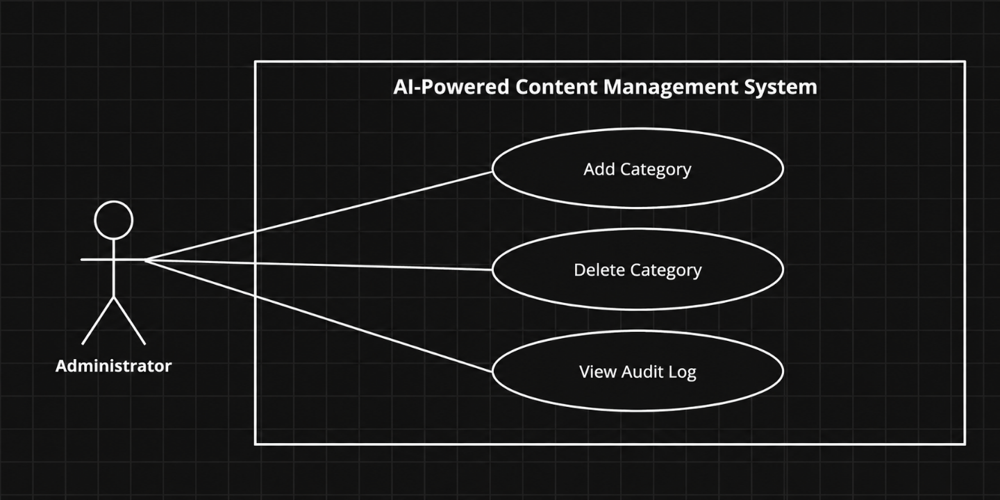 AI-Powered Content Management System
Add Category
Delete Category
View Audit Log
Administrator